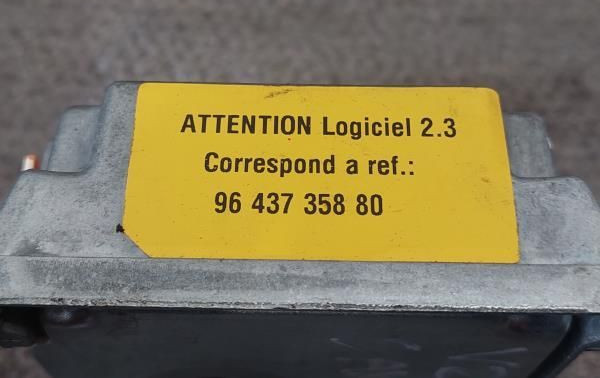 ATTENTION Logiciel 2.3
Correspond a ref.:
96 437 358 80